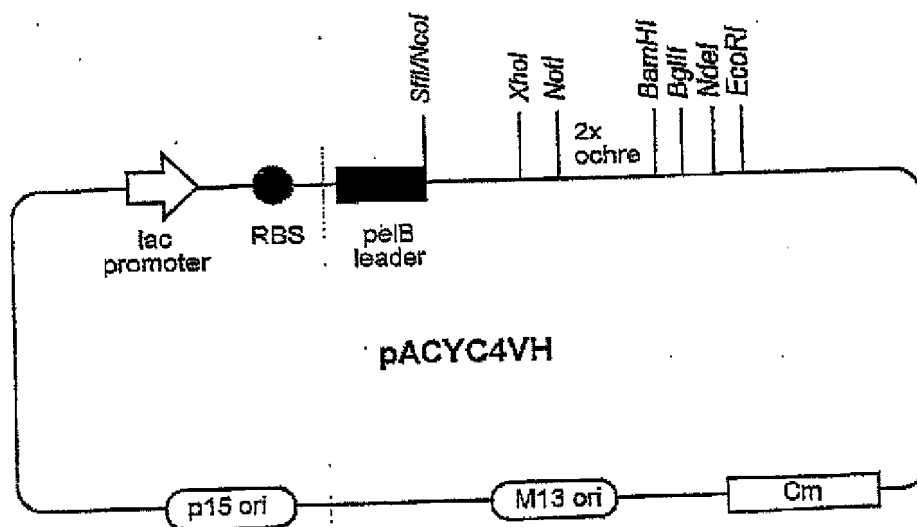 SfiI/NcoI
XhoI
NotI
BamHI
BglII
NdeI
EcoRI
2x
ochre
lac
promoter
RBS
pelB
leader
pACYC4VH
p15 ori
M13 ori
Cm